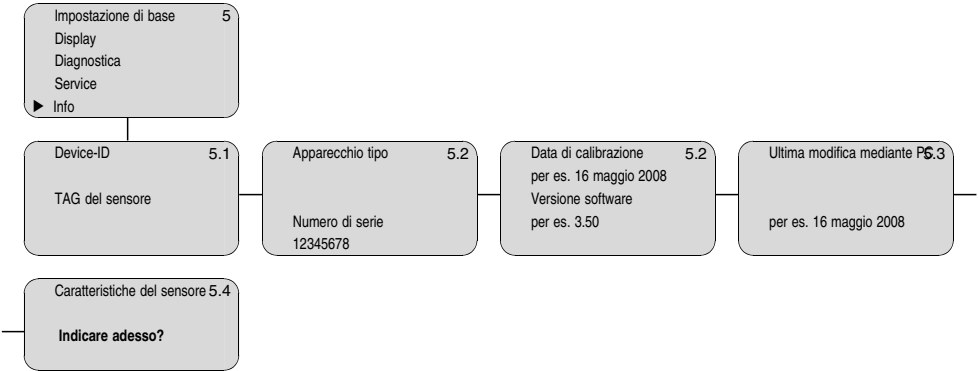 Impostazione di base 5
Display
Diagnostica
Service
▶ Info
Device-ID 5.1
TAG del sensore
Apparecchio tipo 5.2
Numero di serie
12345678
Data di calibrazione 5.2
per es. 16 maggio 2008
Versione software
per es. 3.50
Ultima modifica mediante PC 5.3
per es. 16 maggio 2008
Caratteristiche del sensore 5.4
Indicare adesso?